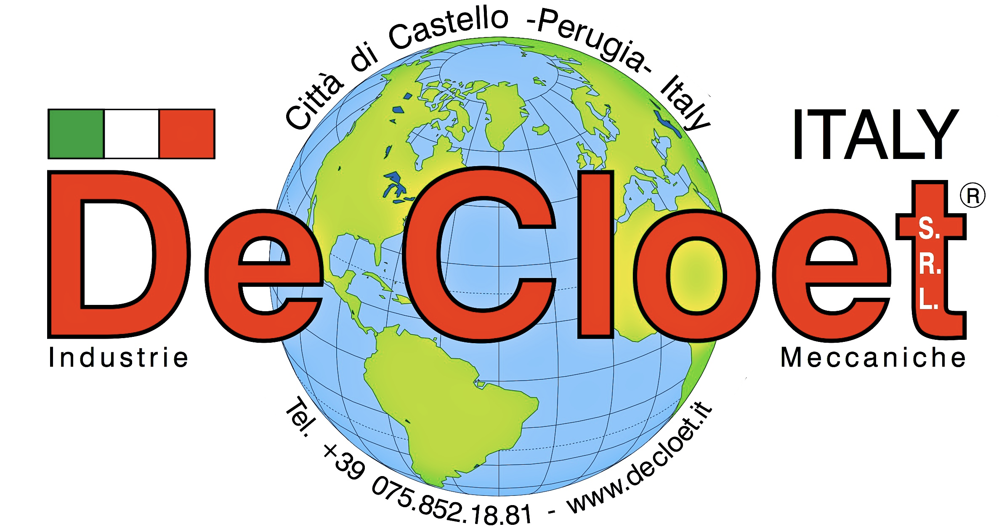 Città di Castello -Perugia- Italy
ITALY
De Cloet ®
S.
R.
L.
Industrie
Meccaniche
Tel. +39 075.852.18.81 - www.decloet.it